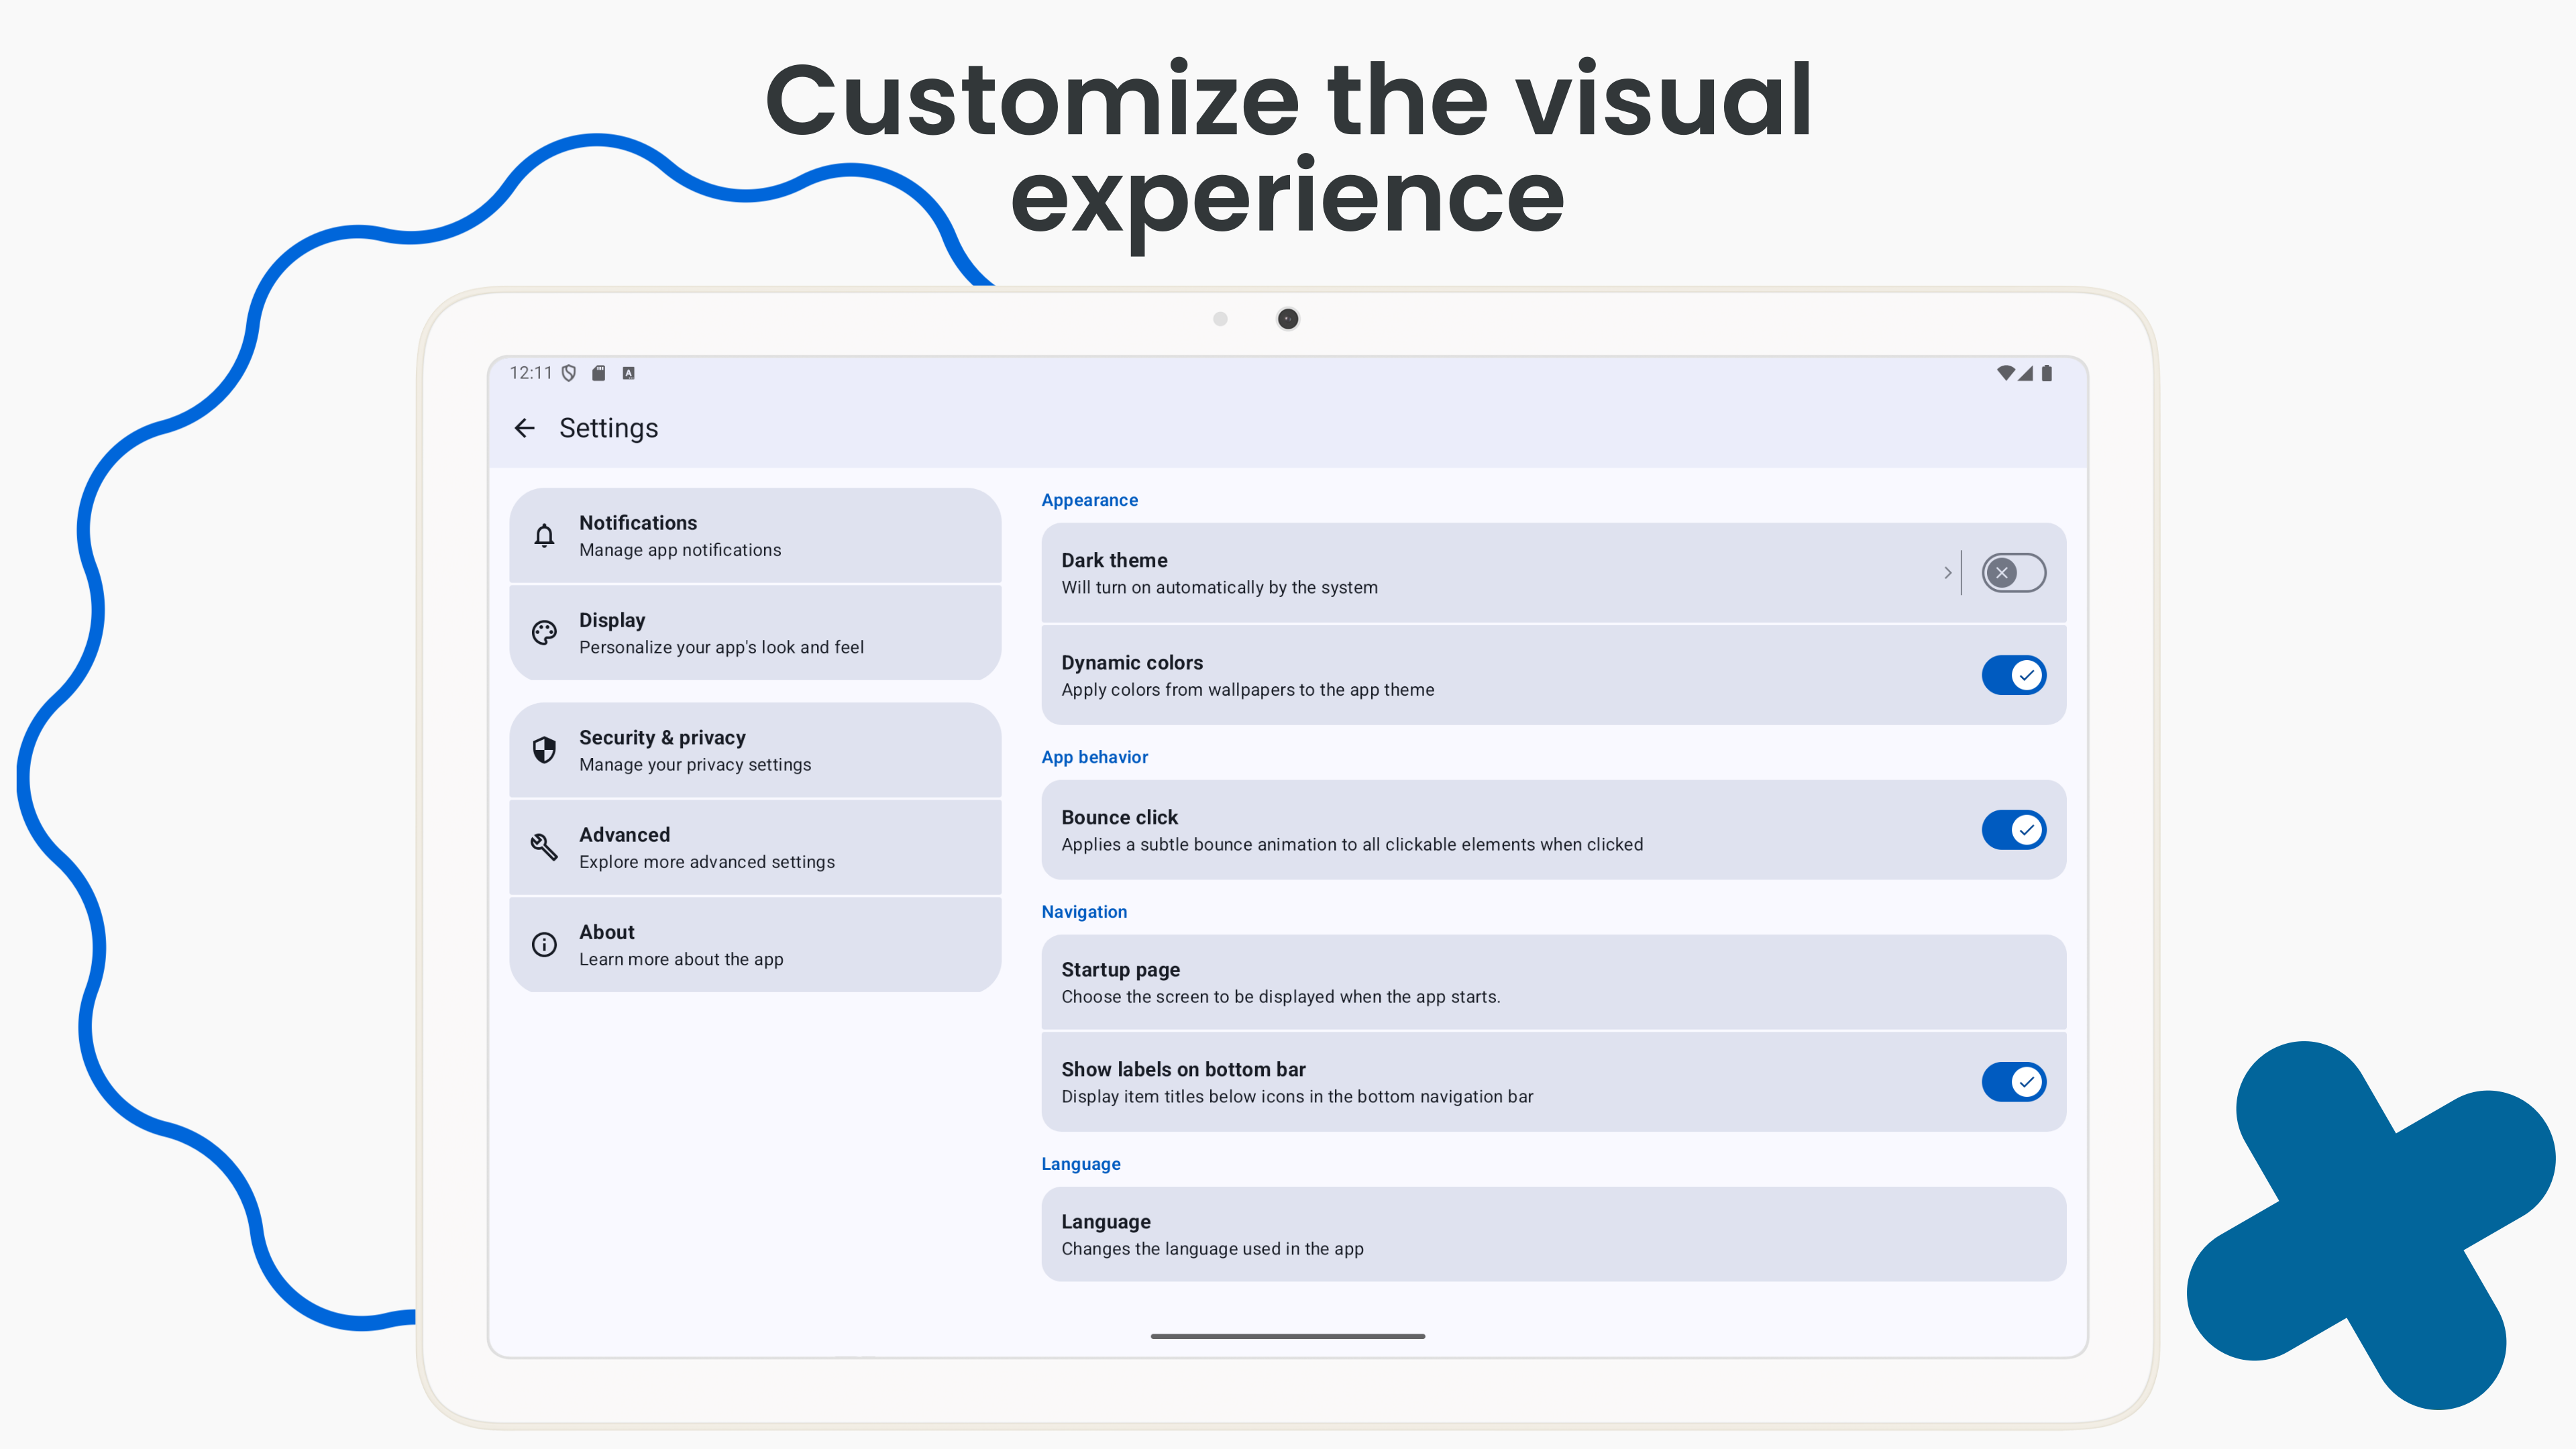 Customize the visual
experience
12:11
Settings
Notifications
Manage app notifications
Display
Personalize your app's look and feel
Security & privacy
Manage your privacy settings
Advanced
Explore more advanced settings
About
Learn more about the app
Appearance
Dark theme
Will turn on automatically by the system
Dynamic colors
Apply colors from wallpapers to the app theme
App behavior
Bounce click
Applies a subtle bounce animation to all clickable elements when clicked
Navigation
Startup page
Choose the screen to be displayed when the app starts.
Show labels on bottom bar
Display item titles below icons in the bottom navigation bar
Language
Language
Changes the language used in the app